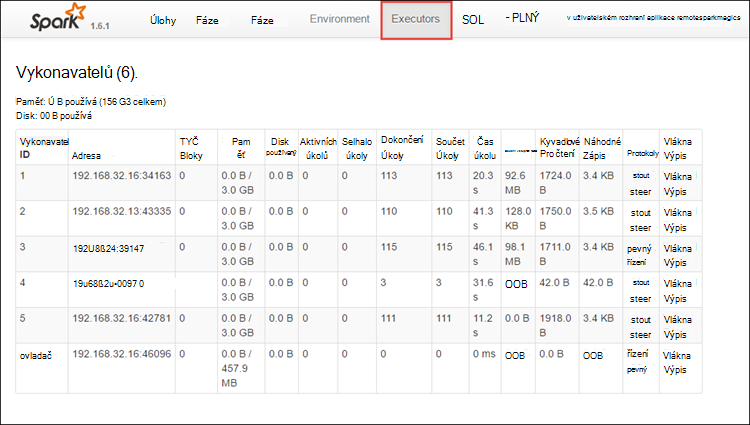 Spark 1.6.1 Úlohy Fáze Fáze Environment Executors SOL - PLNÝ v uživatelském rozhraní aplikace remotesparkmagics
Vykonavatelů (6).
Paměť: Ú B používá (156 G3 celkem)
Disk: 00 B používá
Vykonavatel ID Adresa TYČ Bloky Pam ěť Disk používaný Aktivních úkolů Selhalo úkoly Dokončení Úkoly Součet Úkoly Čas úkolu Kyvadlové Pro čtení Náhodné Zápis Protokoly Vlákna Výpis
1 192.168.32.16:34163 0 0.0 B / 3.0 GB 0.0 B 0 0 113 113 20.3 s 92.6 MB 1724.0 B 3.4 KB stout steer Vlákna Výpis
2 192.168.32.13:43335 0 0.0 B / 3.0 GB 0.0 B 0 0 110 110 41.3 s 128.0 KB 1750.0 B 3.5 KB stout steer Vlákna Výpis
3 192U8ß24:39147 0 0.0 B / 3.0 GB 0.0 B 0 0 115 115 46.1 s 98.1 MB 1711.0 B 3.4 KB pevný řízení Vlákna Výpis
4 19u68ß2u•0097 0 0 0.0 B / 3.0 GB 0.0 B 0 0 3 3 31.6 s OOB 42.0 B 42.0 B stout steer Vlákna Výpis
5 192.168.32.16:42781 0 0.0 B / 3.0 GB 0.0 B 0 0 111 111 11.2 s 0.0 B 1918.0 B 3.4 KB stout steer Vlákna Výpis
ovladač 192.168.32.16:46096 0 0.0 B / 457.9 MB 0.0 B 0 0 0 0 0 ms OOB 0.0 B OOB řízení pevný Vlákna Výpis